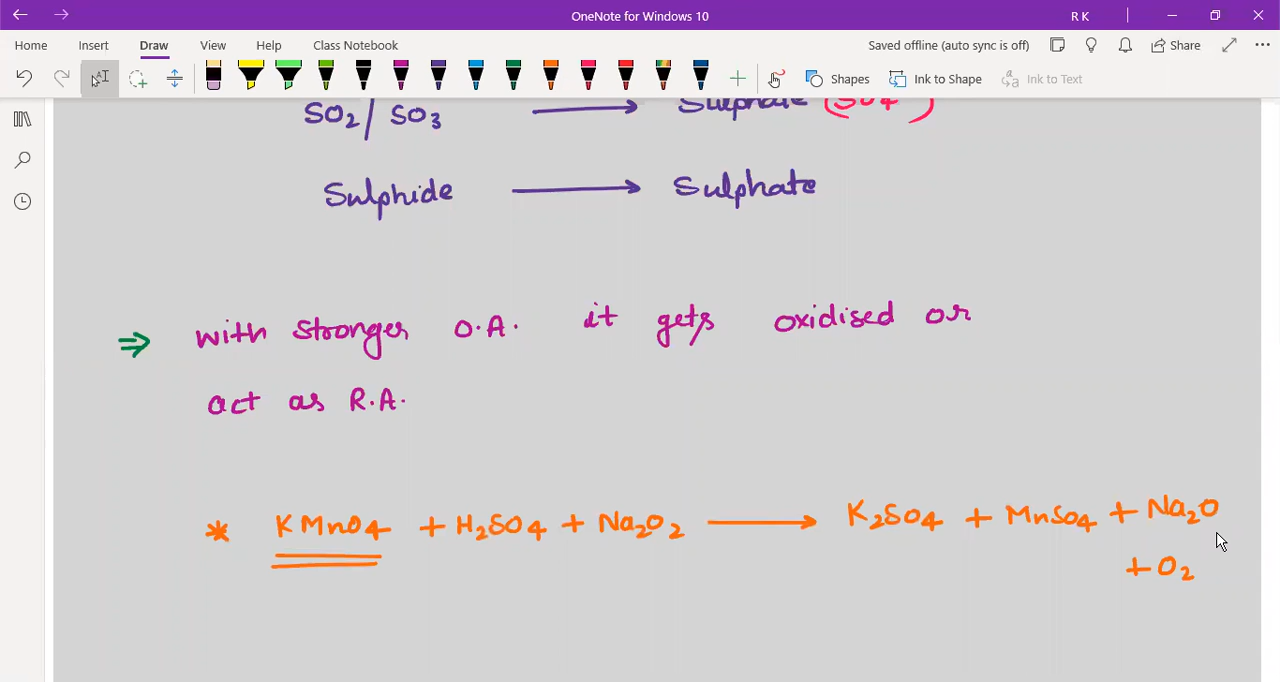 OneNote for Windows 10
R K
Home Insert Draw View Help Class Notebook
Saved offline (auto sync is off) Share
Shapes Ink to Shape Ink to Text
SO2/ SO3 → Sulphate (SO4
Sulphide → Sulphate
⇒ with stronger O.A. it gets oxidised or
act as R.A.
* KMnO4 + H2SO4 + Na2O2 → K2SO4 + MnSO4 + Na2O
+ O2